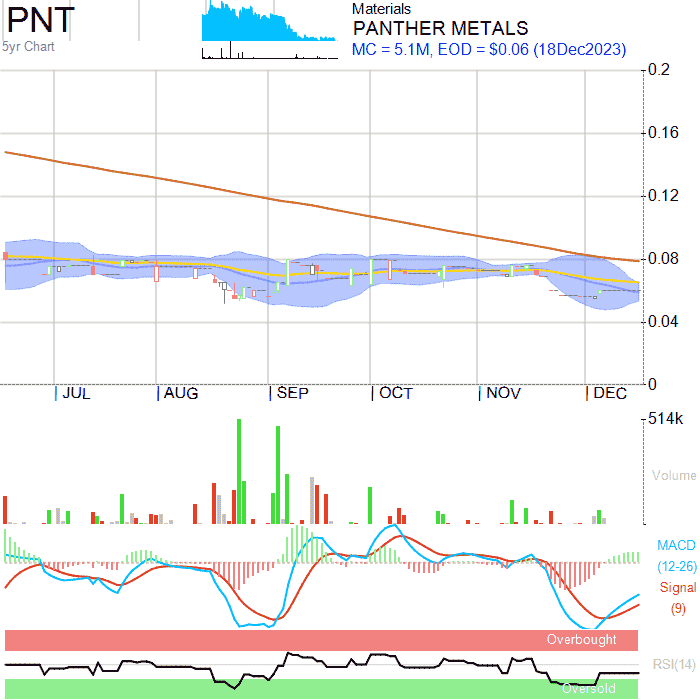 PNT
5yr Chart
Materials
PANTHER METALS
MC = 5.1M, EOD = $0.06 (18Dec2023)
0.2
0.16
0.12
0.08
0.04
0
JUL AUG SEP OCT NOV DEC
514k
Volume
MACD
(12-26)
Signal
(9)
Overbought
RSI(14)
Oversold